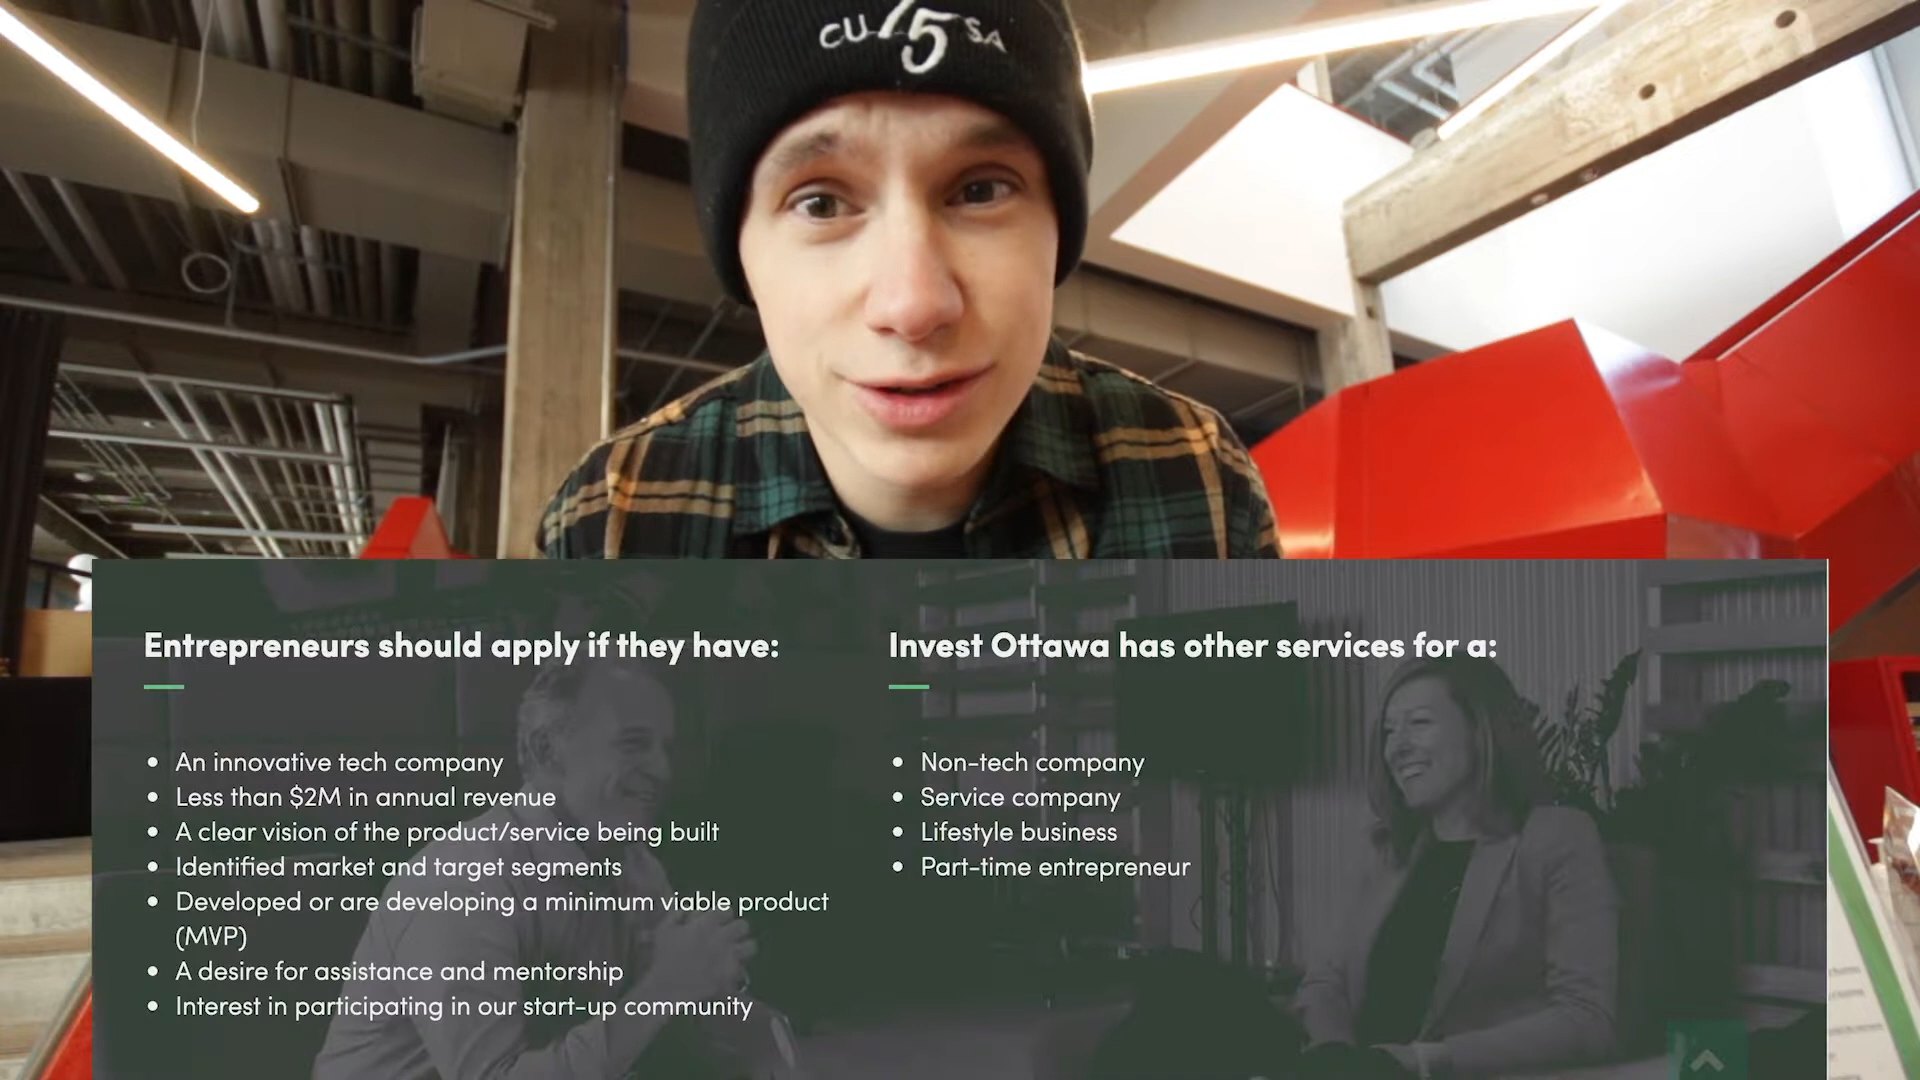 CU 75 SA
Entrepreneurs should apply if they have:
• An innovative tech company
• Less than $2M in annual revenue
• A clear vision of the product/service being built
• Identified market and target segments
• Developed or are developing a minimum viable product
(MVP)
• A desire for assistance and mentorship
• Interest in participating in our start-up community
Invest Ottawa has other services for a:
• Non-tech company
• Service company
• Lifestyle business
• Part-time entrepreneur